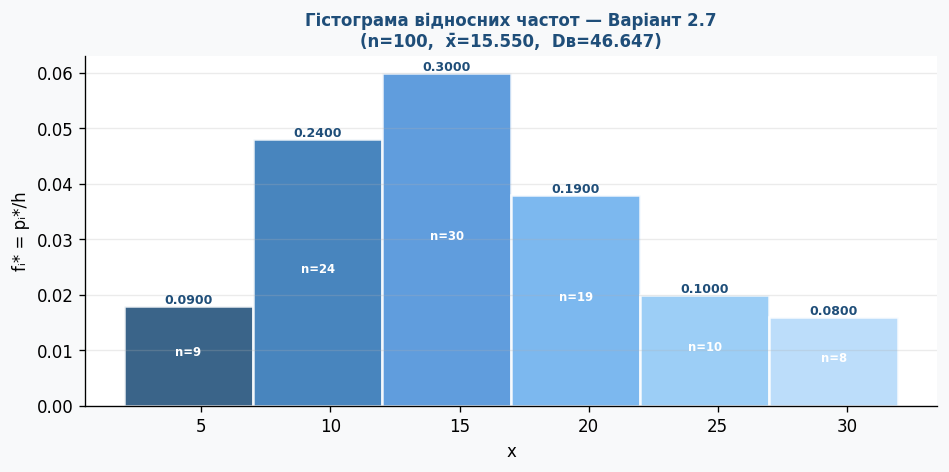 Гістограма відносних частот — Варіант 2.7
(n=100,  x̄=15.550,  Dв=46.647)
fᵢ* = pᵢ*/h
0.06
0.05
0.04
0.03
0.02
0.01
0.00
0.0900
0.2400
0.3000
0.1900
0.1000
0.0800
n=9
n=24
n=30
n=19
n=10
n=8
5
10
15
20
25
30
x